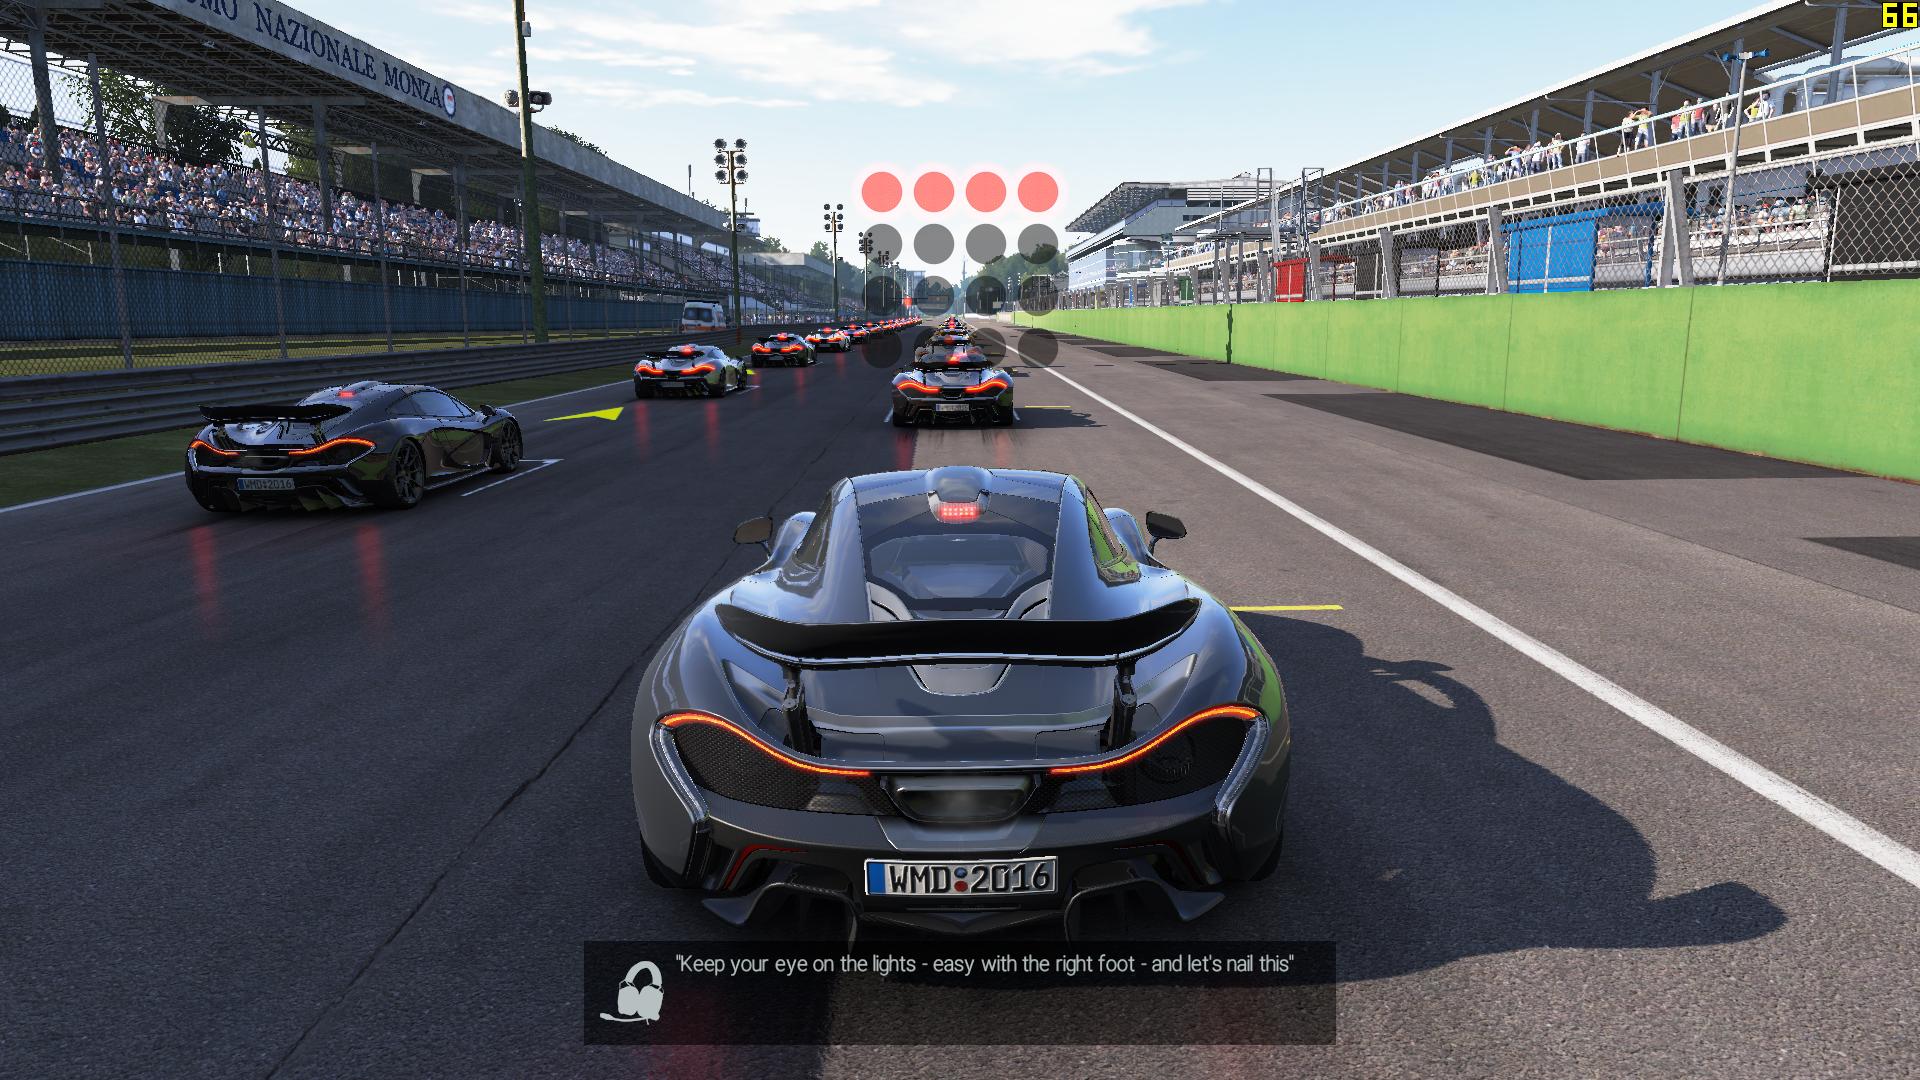 OMO NAZIONALE MONZA
66
WMD 2016
WMD 2016
"Keep your eye on the lights - easy with the right foot - and let's nail this"